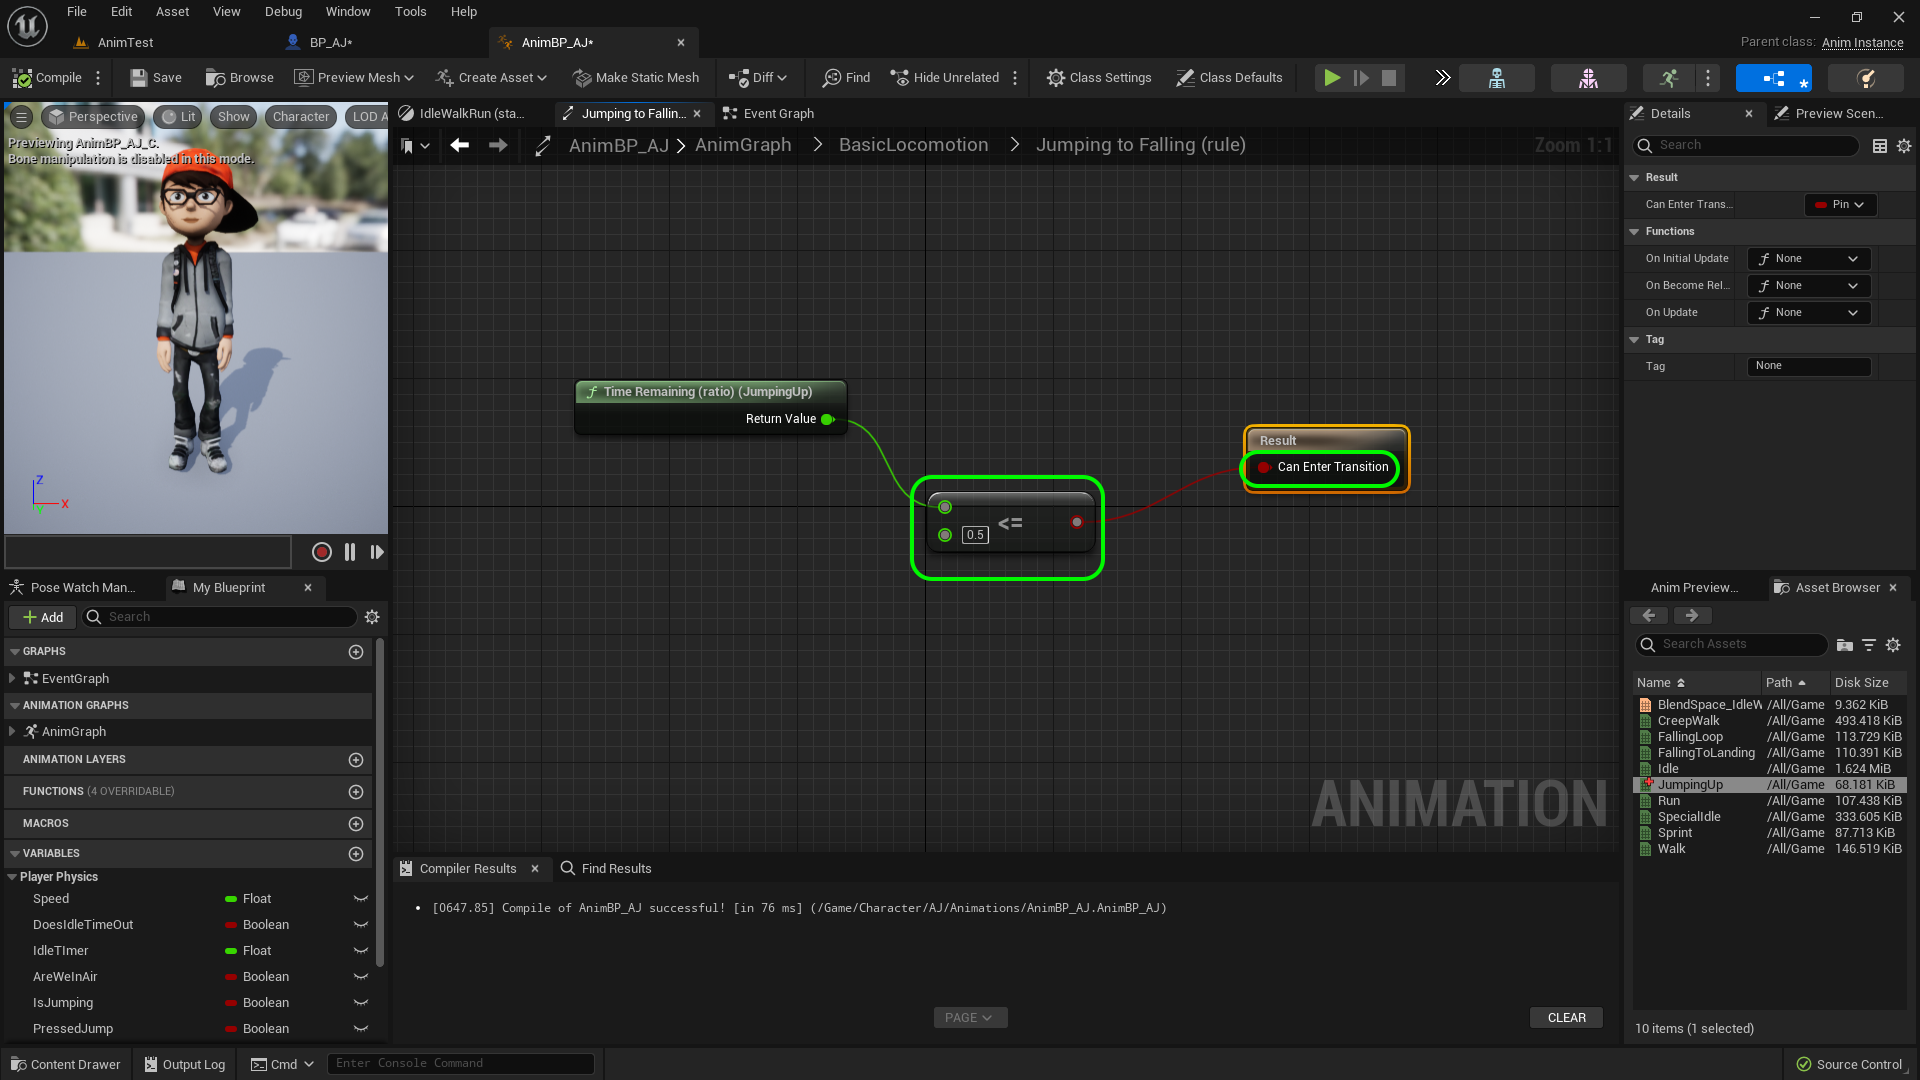 File Edit Asset View Debug Window Tools Help
AnimTest BP_AJ* AnimBP_AJ*
Parent class: Anim Instance
Compile Save Browse Preview Mesh Create Asset Make Static Mesh Diff Find Hide Unrelated Class Settings Class Defaults
Perspective Lit Show Character LOD A
Previewing AnimBP_AJ_C.
Bone manipulation is disabled in this mode.
Z
X
Y
IdleWalkRun (sta... Jumping to Fallin... Event Graph
AnimBP_AJ > AnimGraph > BasicLocomotion > Jumping to Falling (rule)
Zoom 1:1
Time Remaining (ratio) (JumpingUp)
Return Value
0.5 <=
Result
Can Enter Transition
ANIMATION
Details Preview Scen...
Search
Result
Can Enter Trans... Pin
Functions
On Initial Update None
On Become Rel... None
On Update None
Tag
Tag None
Pose Watch Man... My Blueprint
Add Search
GRAPHS
EventGraph
ANIMATION GRAPHS
AnimGraph
ANIMATION LAYERS
FUNCTIONS (4 OVERRIDABLE)
MACROS
VARIABLES
Player Physics
Speed Float
DoesIdleTimeOut Boolean
IdleTImer Float
AreWeInAir Boolean
IsJumping Boolean
PressedJump Boolean
Compiler Results Find Results
[0647.85] Compile of AnimBP_AJ successful! [in 76 ms] (/Game/Character/AJ/Animations/AnimBP_AJ.AnimBP_AJ)
PAGE
CLEAR
Anim Preview... Asset Browser
Search Assets
Name Path Disk Size
BlendSpace_IdleW /All/Game 9.362 KiB
CreepWalk /All/Game 493.418 KiB
FallingLoop /All/Game 113.729 KiB
FallingToLanding /All/Game 110.391 KiB
Idle /All/Game 1.624 MiB
JumpingUp /All/Game 68.181 KiB
Run /All/Game 107.438 KiB
SpecialIdle /All/Game 333.605 KiB
Sprint /All/Game 87.713 KiB
Walk /All/Game 146.519 KiB
10 items (1 selected)
Content Drawer Output Log Cmd Enter Console Command
Source Control